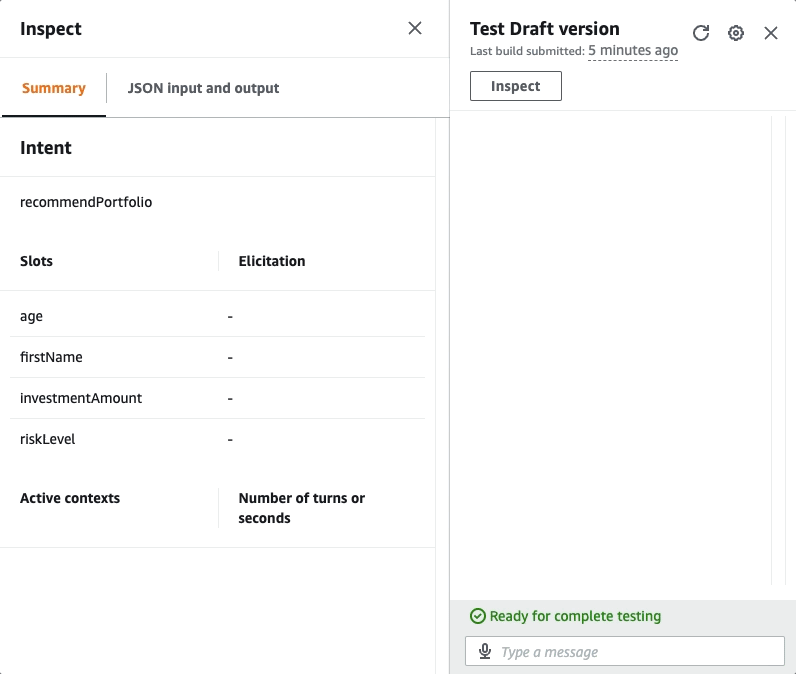 Inspect
Summary
JSON input and output
Intent
recommendPortfolio
Slots
Elicitation
age
-
firstName
-
investmentAmount
-
riskLevel
-
Active contexts
Number of turns or
seconds
Test Draft version
Last build submitted: 5 minutes ago
Inspect
Ready for complete testing
Type a message